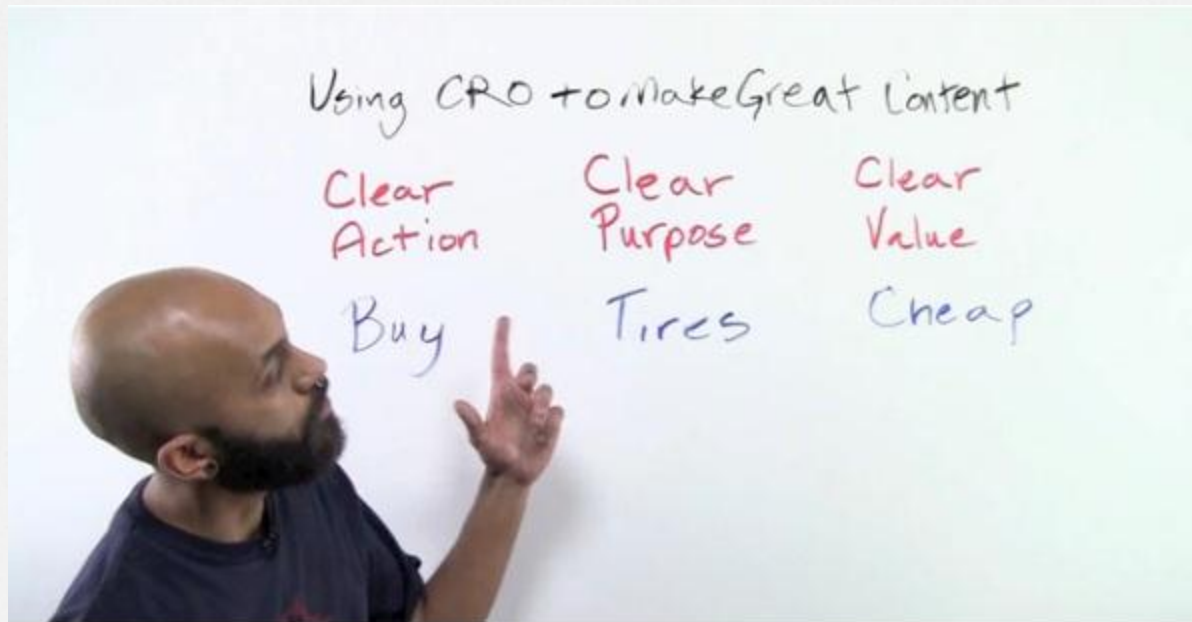 Using CRO to Make Great Content
Clear Clear Clear
Action Purpose Value
Buy Tires Cheap